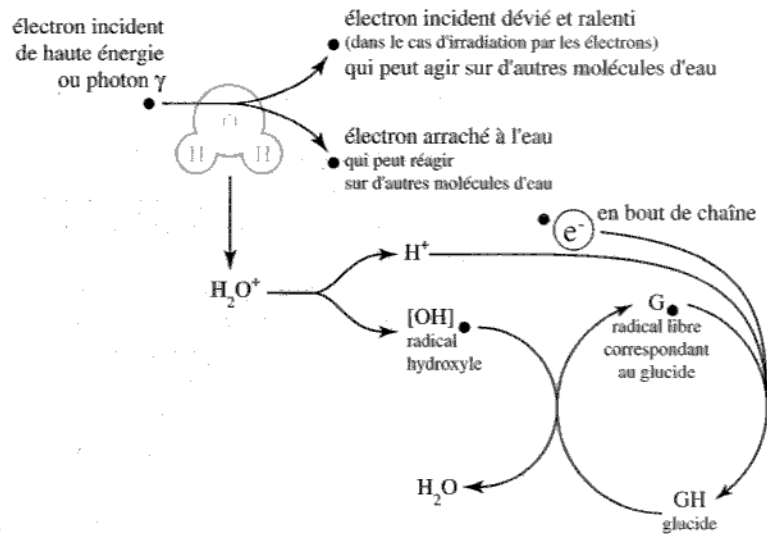 électron incident
de haute énergie
ou photon γ
électron incident dévié et ralenti
(dans le cas d'irradiation par les électrons)
qui peut agir sur d'autres molécules d'eau
O
H H
électron arraché à l'eau
qui peut réagir
sur d'autres molécules d'eau
e⁻ en bout de chaîne
H⁺
H₂O⁺
[OH]•
radical
hydroxyle
G•
radical libre
correspondant
au glucide
H₂O
GH
glucide